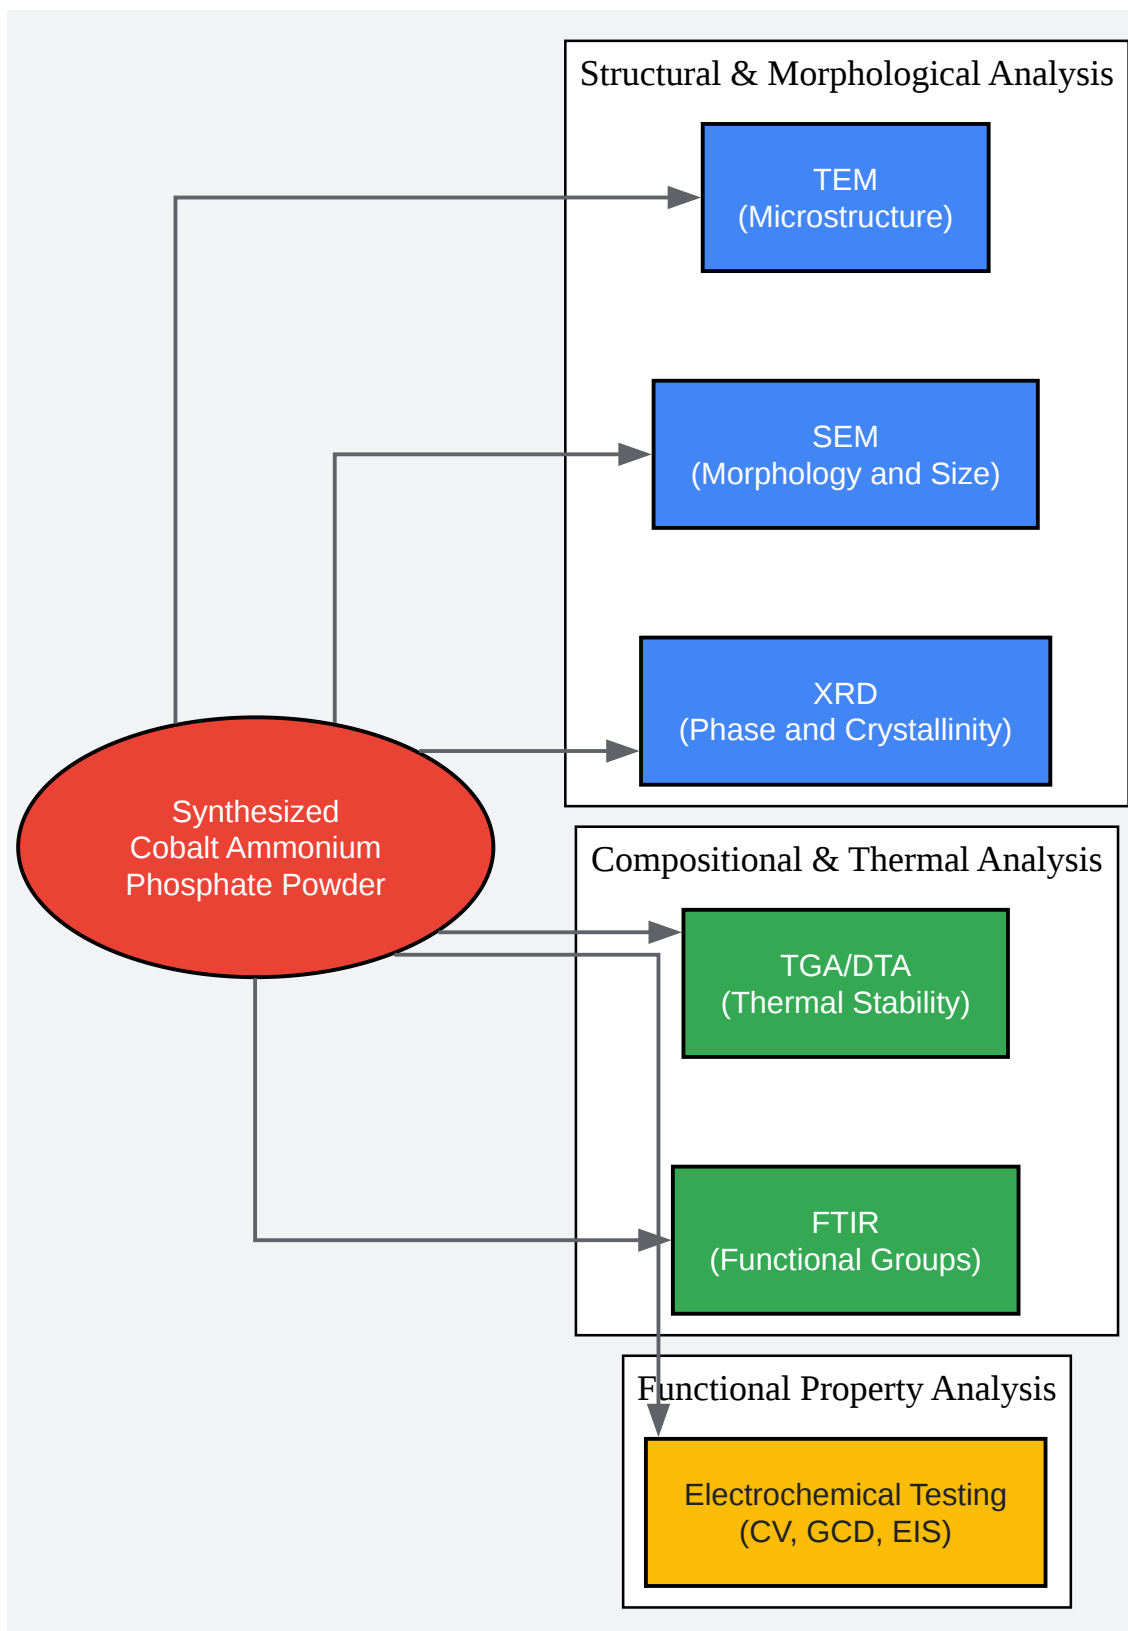 Structural & Morphological Analysis
TEM
(Microstructure)
SEM
(Morphology and Size)
XRD
(Phase and Crystallinity)
Synthesized
Cobalt Ammonium
Phosphate Powder
Compositional & Thermal Analysis
TGA/DTA
(Thermal Stability)
FTIR
(Functional Groups)
Functional Property Analysis
Electrochemical Testing
(CV, GCD, EIS)